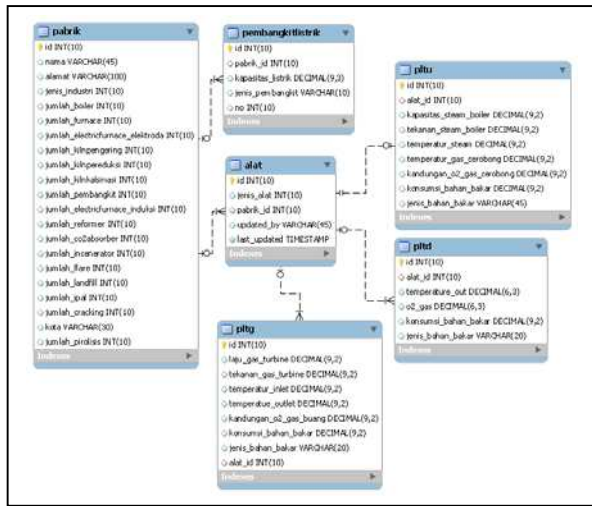 pabrik
id INT(10)
nama VARCHAR(45)
alamat VARCHAR(100)
jenis_industri INT(10)
jumlah_boiler INT(10)
jumlah_furnace INT(10)
jumlah_electricfurnace_elektroda INT(10)
jumlah_kilnpengering INT(10)
jumlah_kilnpereduksi INT(10)
jumlah_kilnkalsinasi INT(10)
jumlah_pembangkit INT(10)
jumlah_electricfurnace_induksi INT(10)
jumlah_reformer INT(10)
jumlah_co2absorber INT(10)
jumlah_incenerator INT(10)
jumlah_flare INT(10)
jumlah_landfill INT(10)
jumlah_ipal INT(10)
jumlah_cracking INT(10)
kota VARCHAR(30)
jumlah_pirolisis INT(10)
Indexes
pembangkitlistrik
id INT(10)
pabrik_id INT(10)
kapasitas_listrik DECIMAL(9,3)
jenis_pembangkit VARCHAR(10)
no INT(10)
Indexes
alat
id INT(10)
jenis_alat INT(10)
pabrik_id INT(10)
updated_by VARCHAR(45)
last_updated TIMESTAMP
Indexes
pltu
id INT(10)
alat_id INT(10)
kapasitas_steam_boiler DECIMAL(9,2)
tekanan_steam_boiler DECIMAL(9,2)
temperatur_steam DECIMAL(9,2)
temperatur_gas_cerobong DECIMAL(9,2)
kandungan_o2_gas_cerobong DECIMAL(9,2)
konsumsi_bahan_bakar DECIMAL(9,2)
jenis_bahan_bakar VARCHAR(45)
Indexes
pltd
id INT(10)
alat_id INT(10)
temperature_out DECIMAL(6,3)
o2_gas DECIMAL(6,3)
konsumsi_bahan_bakar DECIMAL(9,2)
jenis_bahan_bakar VARCHAR(20)
Indexes
pltg
id INT(10)
laju_gas_turbine DECIMAL(9,2)
tekanan_gas_turbine DECIMAL(9,2)
temperatur_inlet DECIMAL(9,2)
temperatue_outlet DECIMAL(9,2)
kandungan_o2_gas_buang DECIMAL(9,2)
konsumsi_bahan_bakar DECIMAL(9,2)
jenis_bahan_bakar VARCHAR(20)
alat_id INT(10)
Indexes